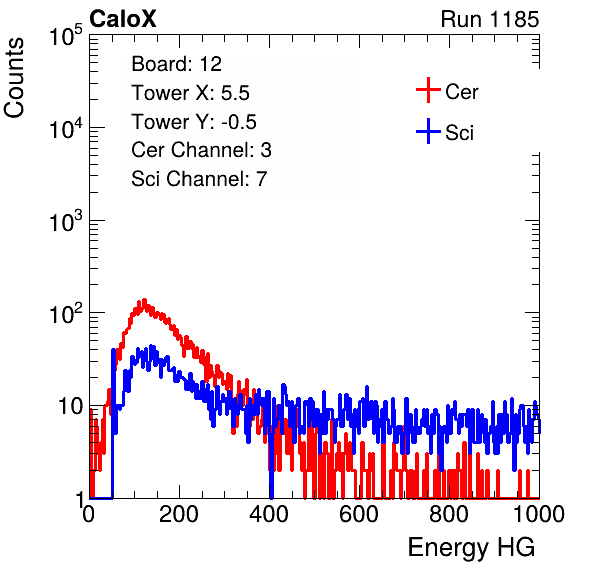 CaloX Run 1185
Counts
10^5
10^4
10^3
10^2
10
1
Board: 12
Tower X: 5.5
Tower Y: -0.5
Cer Channel: 3
Sci Channel: 7
Cer
Sci
0 200 400 600 800 1000
Energy HG